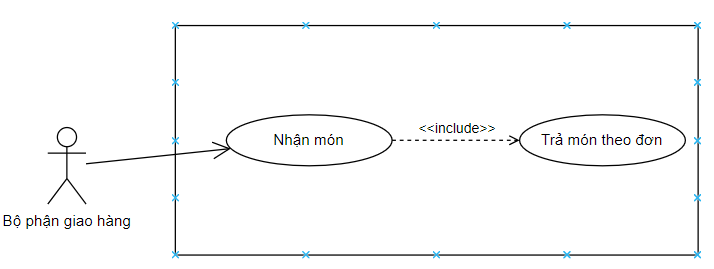 <<include>>
Nhận món
Trả món theo đơn
Bộ phận giao hàng